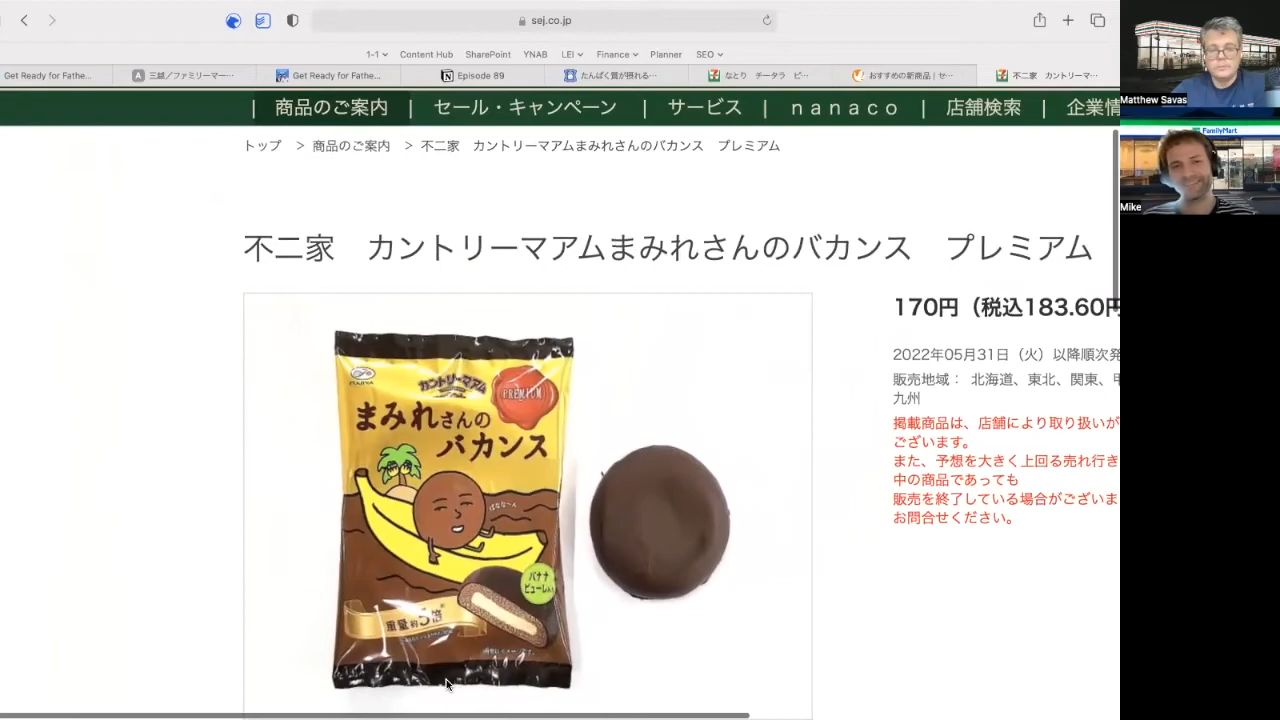 sej.co.jp
1-1
Content Hub
SharePoint
YNAB
LEI
Finance
Planner
SEO
Get Ready for Fathe...
三越／ファミリーマー…
Get Ready for Fathe...
Episode 89
たんぱく質が摂れる…
なとり チータラ ピ…
おすすめの新商品｜セ…
不二家 カントリーマ…
| 商品のご案内 | セール・キャンペーン | サービス | nanaco | 店舗検索 | 企業情
トップ > 商品のご案内 > 不二家 カントリーマアムまみれさんのバカンス プレミアム
不二家 カントリーマアムまみれさんのバカンス プレミアム
170円（税込183.60円
2022年05月31日（火）以降順次発
販売地域： 北海道、東北、関東、甲
九州
掲載商品は、店舗により取り扱いが
ございます。
また、予想を大きく上回る売れ行き
中の商品であっても
販売を終了している場合がございま
お問合せください。
FUJIYA
カントリーマアム
PREMIUM
まみれさんの
バカンス
ばななーん
バナナ
ピューレ入り
重量約5倍
Matthew Savas
FamilyMart
Mike